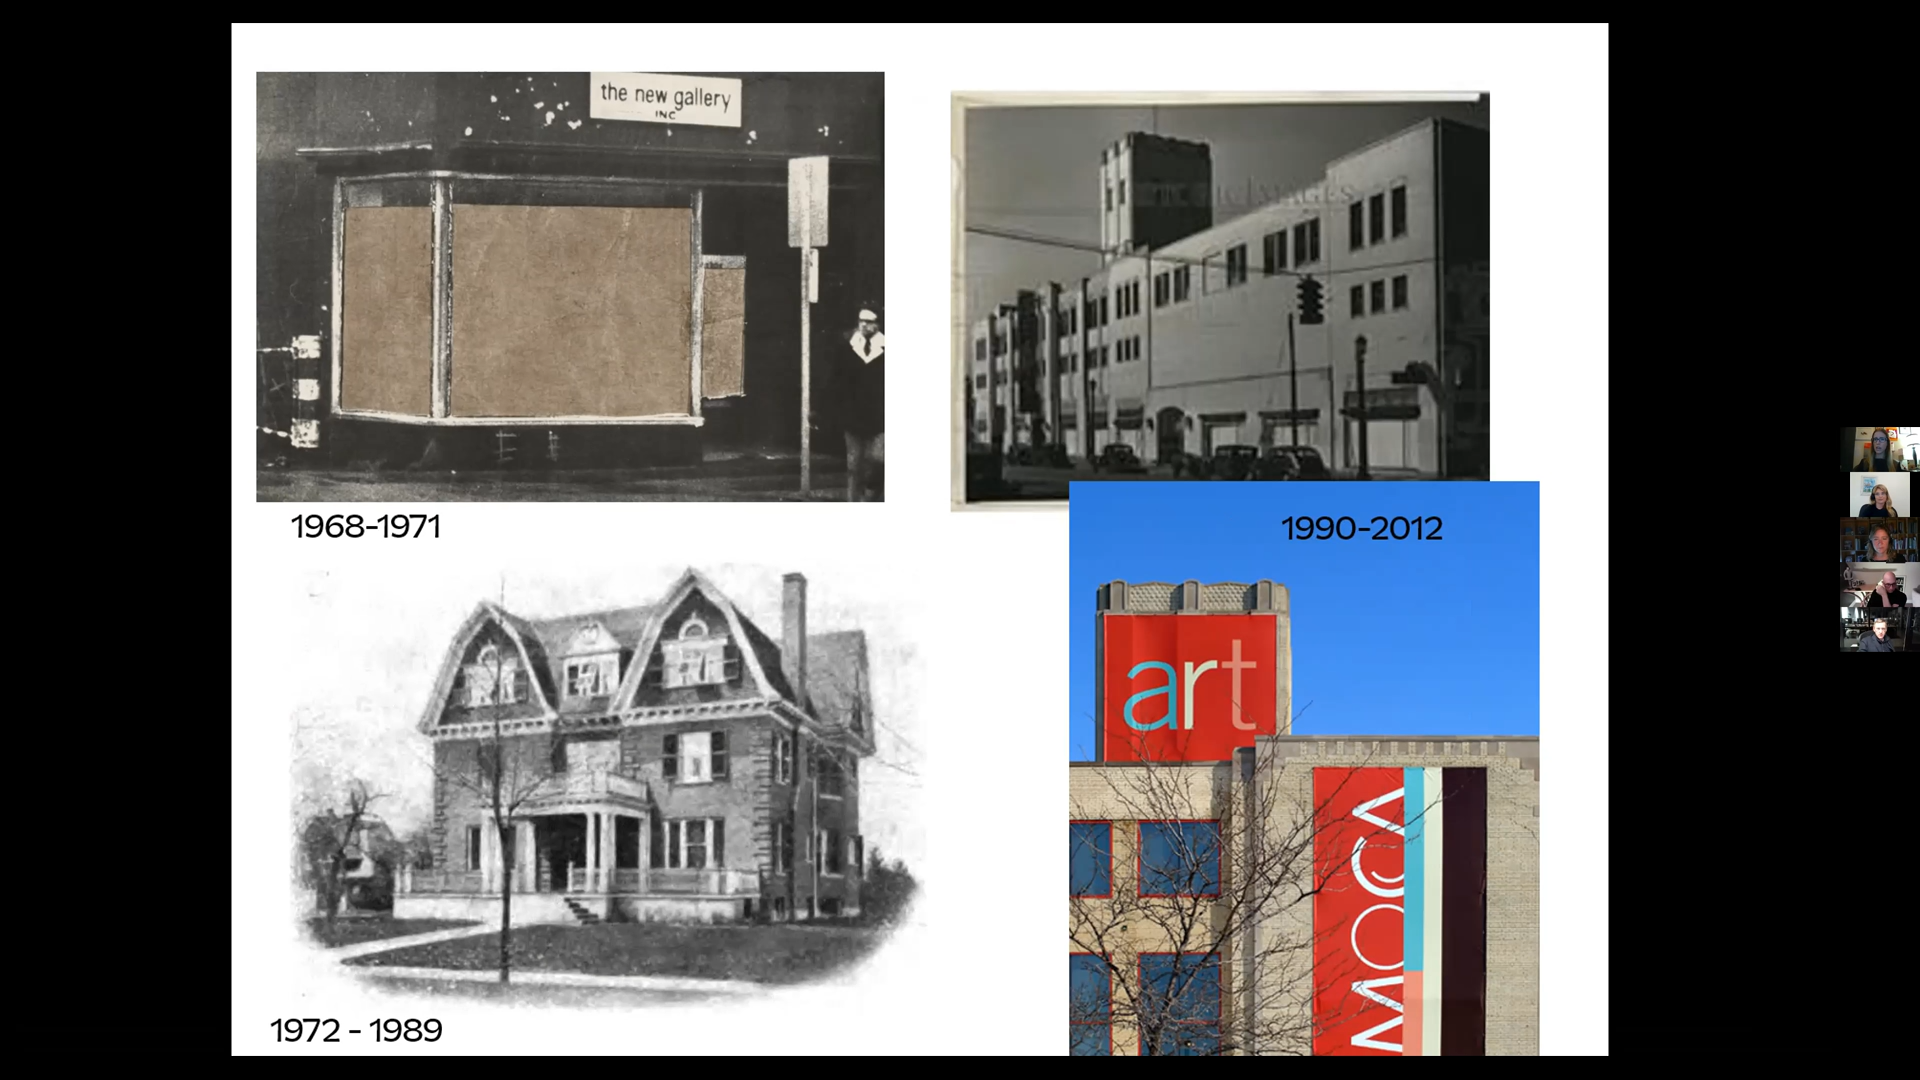 the new gallery
INC
1968-1971
1990-2012
art
MOCA
1972 - 1989